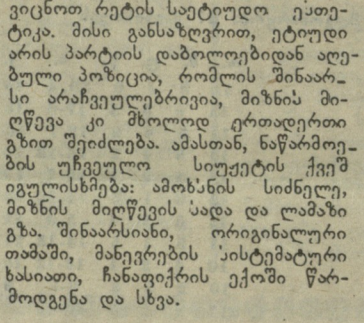 ვიცნოთ რეტის საეტიუდო ესთე-
ტიკა. მისი განსაზღვრით, ეტიუდი
არის პარტიის დაბოლოებიდან აღე-
ბული პოზიცია, რომლის შინაარ-
სი არაჩვეულებრივია, მიზნის მი-
ღწევა კი მხოლოდ ერთადერთი
გზით შეიძლება. ამასთან, ნაწარმოე-
ბის უჩვეულო სიუჟეტის ქვეშ
იგულისხმება: ამოხსნის სიძნელე,
მიზნის მიღწევის სადა და ლამაზი
გზა. შინაარსიანი, ორიგინალური
თამაში, მანევრების სისტემატური
ხასიათი, ჩანაფიქრის ექოში წარ-
მოდგენა და სხვა.